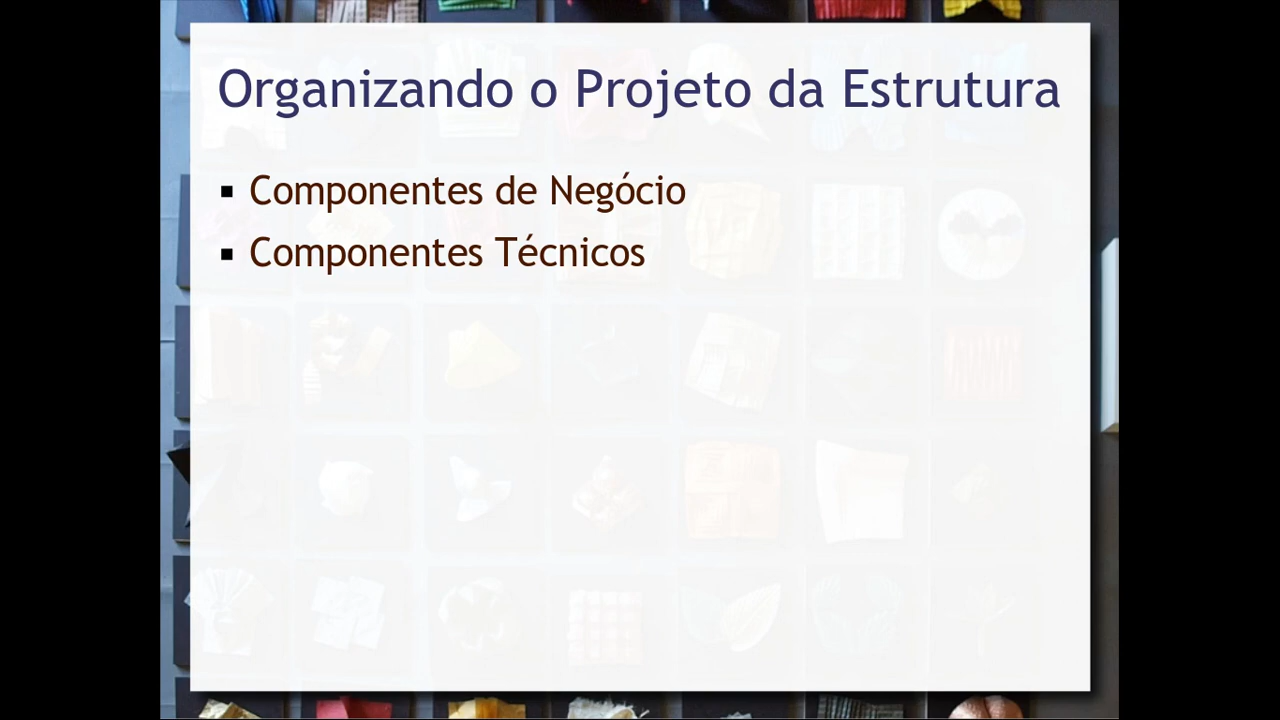 Organizando o Projeto da Estrutura
▪ Componentes de Negócio
▪ Componentes Técnicos